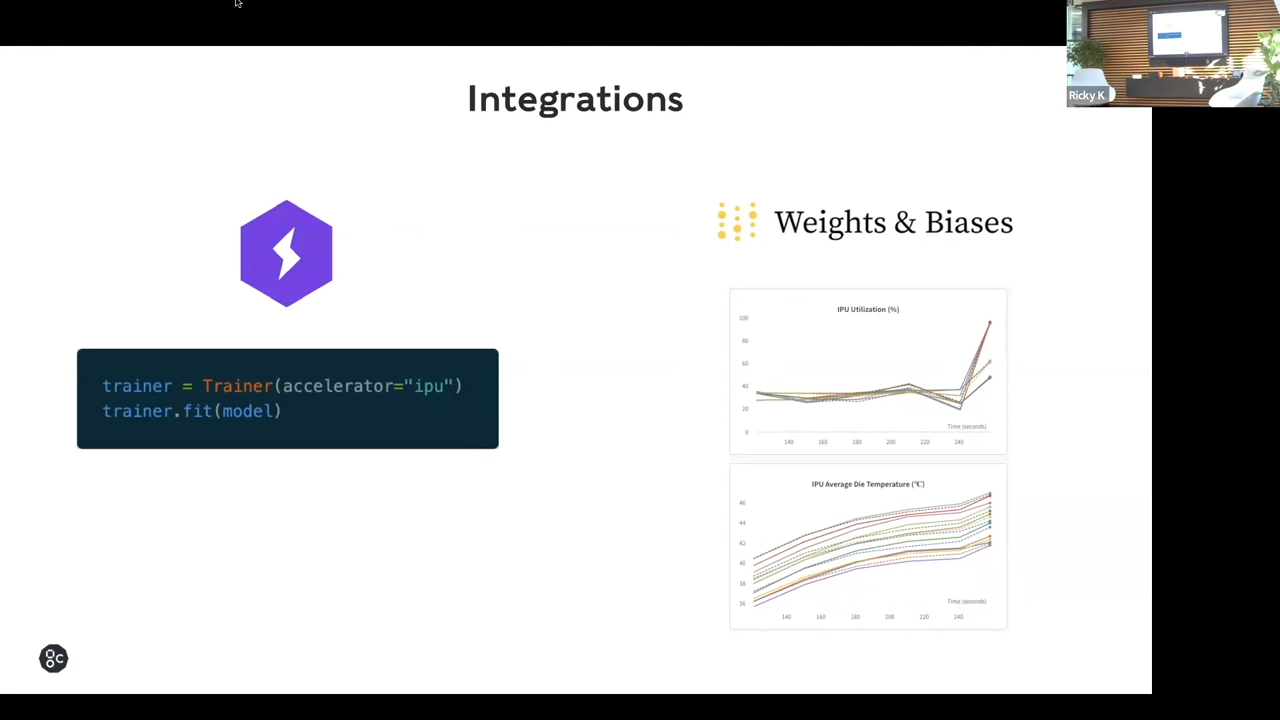 Integrations
Ricky K
Weights & Biases
trainer = Trainer(accelerator="ipu")
trainer.fit(model)
IPU Utilization (%)
100
80
60
40
20
0
Time (seconds)
140 160 180 200 220 240
IPU Average Die Temperature (°C)
46
44
42
40
38
36
Time (seconds)
140 160 180 200 220 240